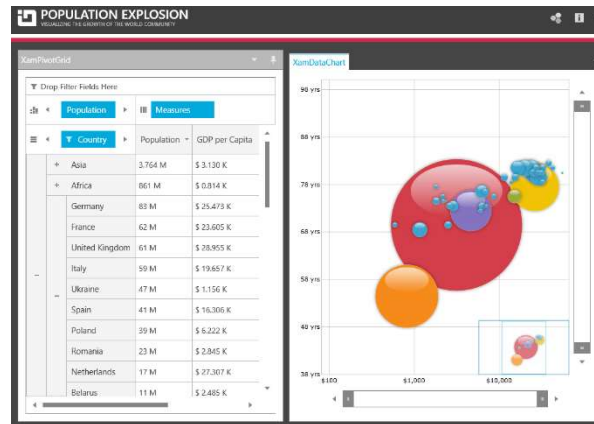 POPULATION EXPLOSION
VISUALIZING THE GROWTH OF THE WORLD COMMUNITY
XamPivotGrid
Drop Filter Fields Here
Population
Measures
Country
Population
GDP per Capita
Asia 3.764 M $ 3.130 K
Africa 861 M $ 0.814 K
Germany 83 M $ 25.473 K
France 62 M $ 23.605 K
United Kingdom 61 M $ 28.955 K
Italy 59 M $ 19.657 K
Ukraine 47 M $ 1.156 K
Spain 41 M $ 16.306 K
Poland 39 M $ 6.222 K
Romania 23 M $ 2.845 K
Netherlands 17 M $ 27.307 K
Belarus 11 M $ 2.485 K
XamDataChart
90 yrs
88 yrs
78 yrs
68 yrs
58 yrs
48 yrs
38 yrs
$100 $1,000 $10,000